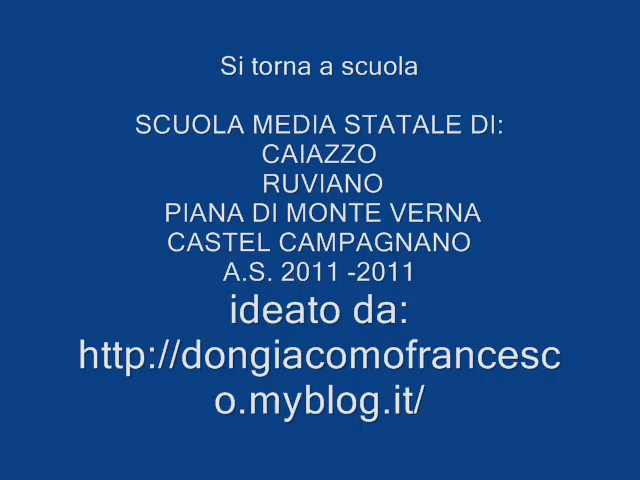 Si torna a scuola
SCUOLA MEDIA STATALE DI:
CAIAZZO
RUVIANO
PIANA DI MONTE VERNA
CASTEL CAMPAGNANO
A.S. 2011 -2011
ideato da:
http://dongiacomofrancesc
o.myblog.it/